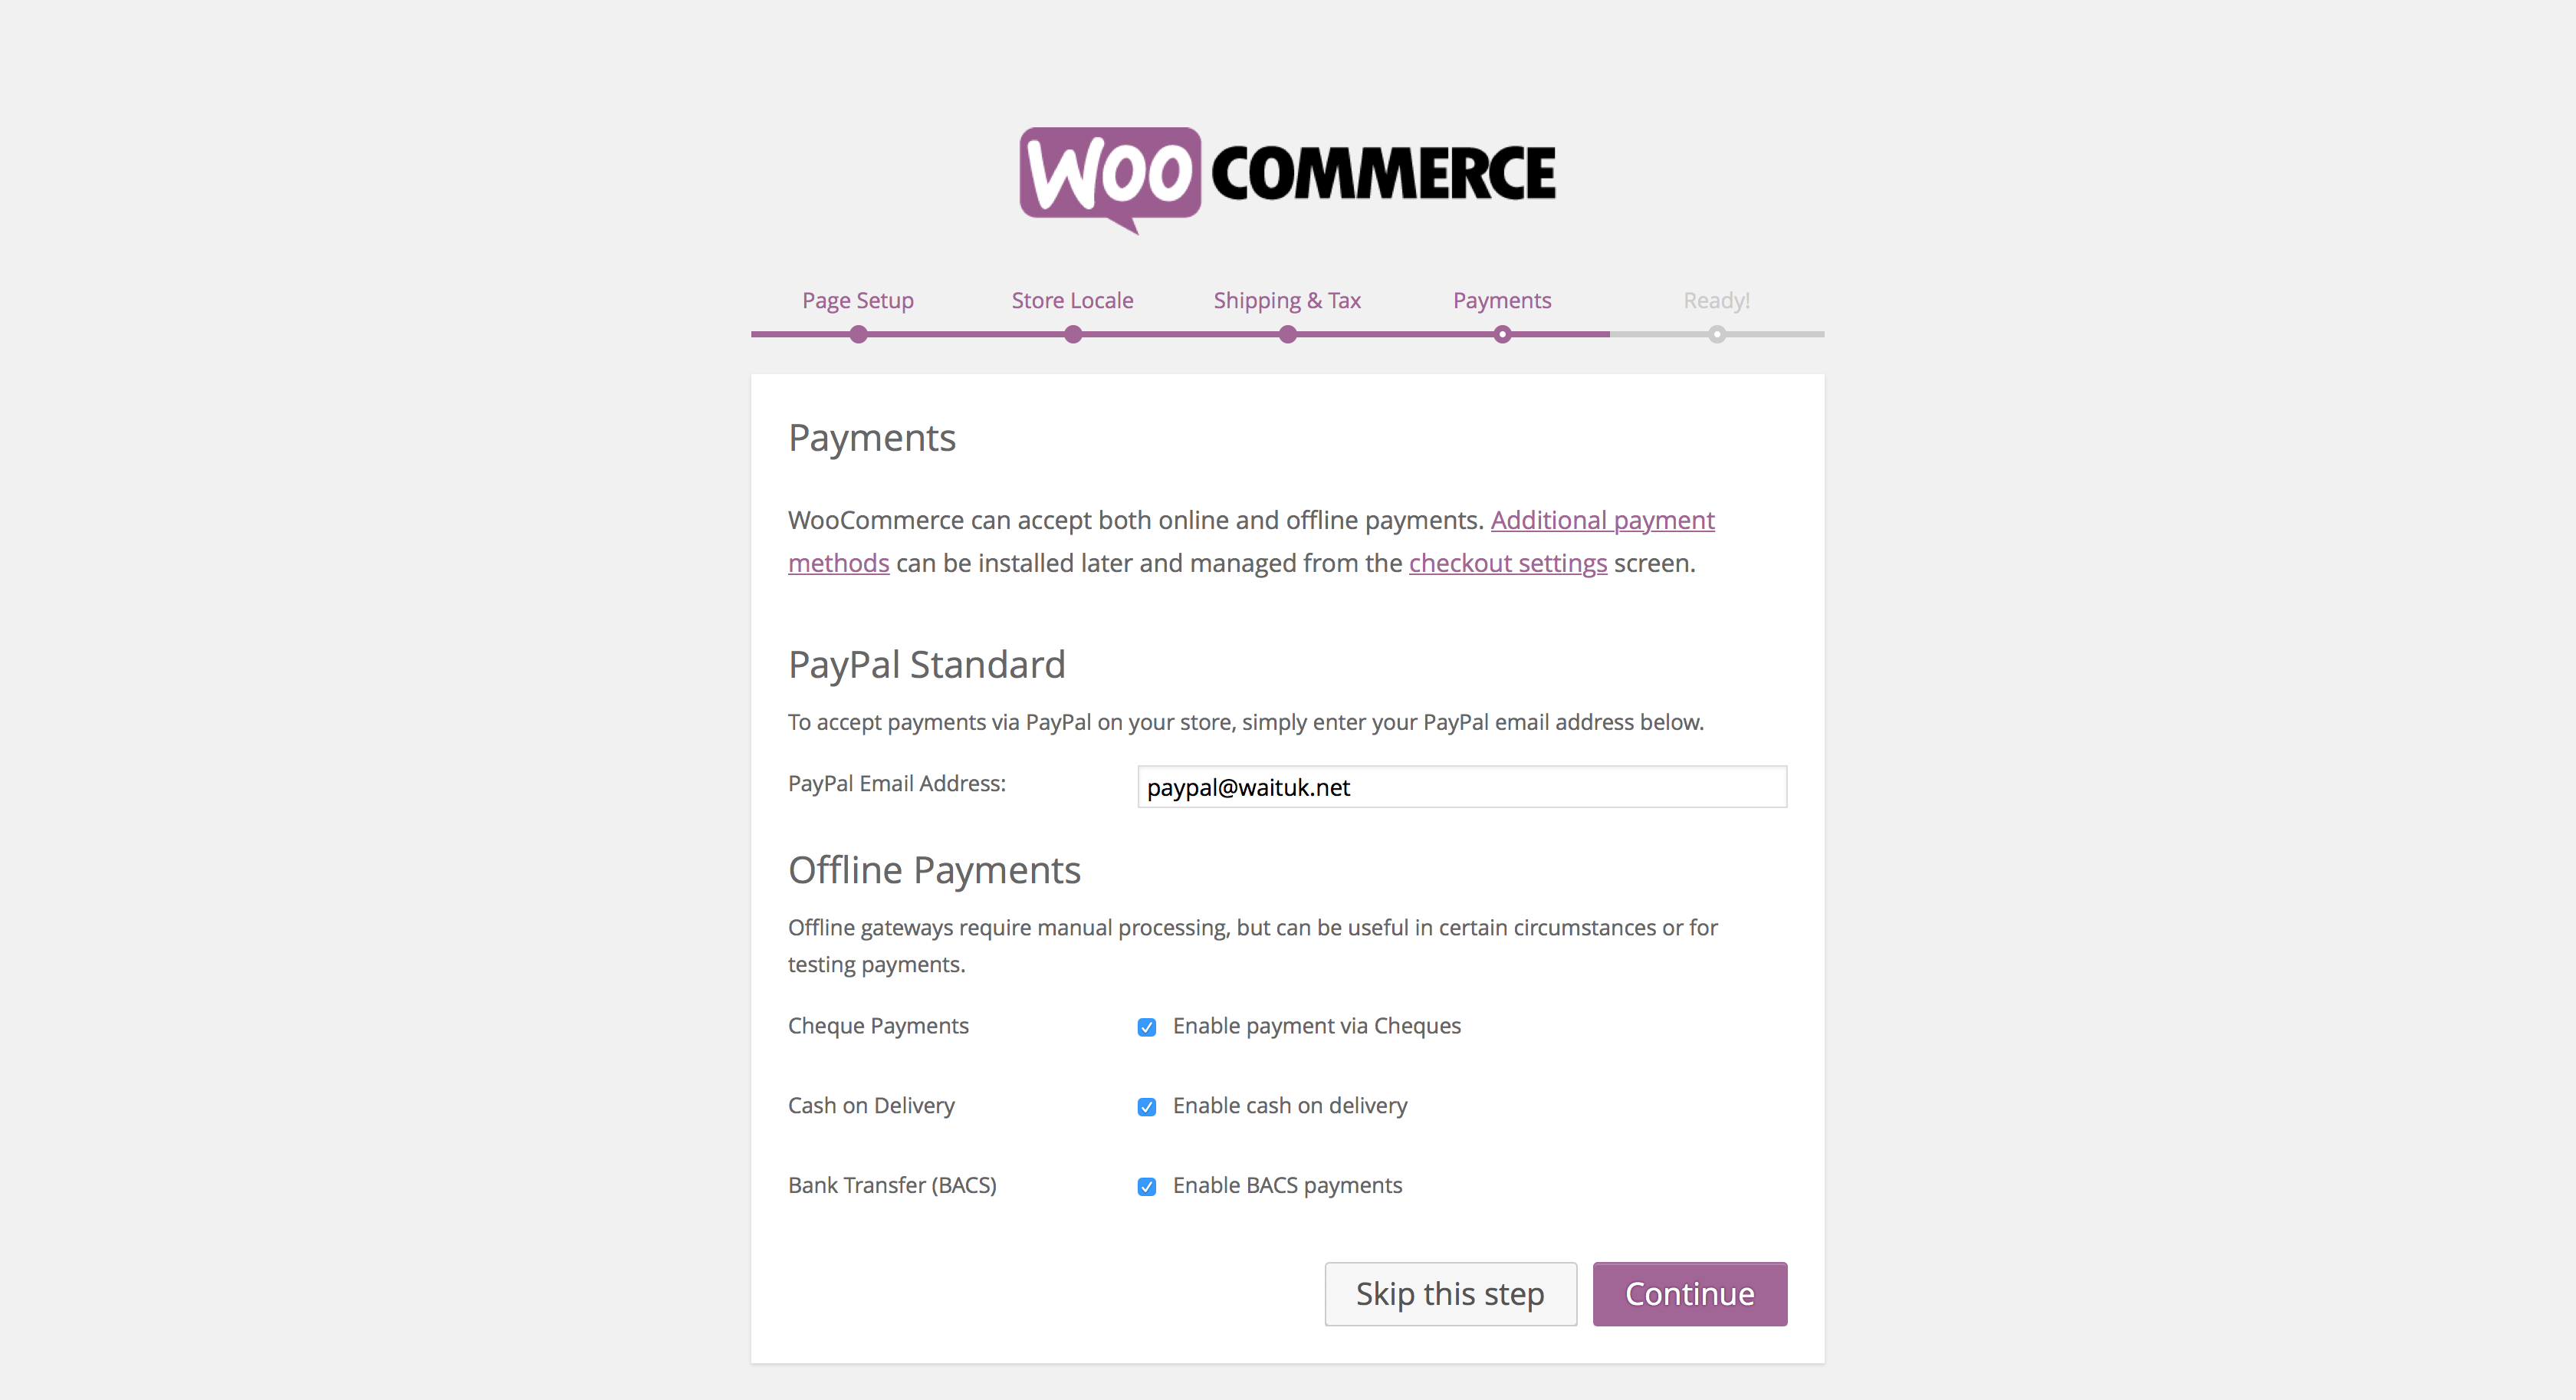 WOO COMMERCE
Page Setup Store Locale Shipping & Tax Payments Ready!
Payments
WooCommerce can accept both online and offline payments. Additional payment
methods can be installed later and managed from the checkout settings screen.
PayPal Standard
To accept payments via PayPal on your store, simply enter your PayPal email address below.
PayPal Email Address: paypal@waituk.net
Offline Payments
Offline gateways require manual processing, but can be useful in certain circumstances or for
testing payments.
Cheque Payments Enable payment via Cheques
Cash on Delivery Enable cash on delivery
Bank Transfer (BACS) Enable BACS payments
Skip this step Continue